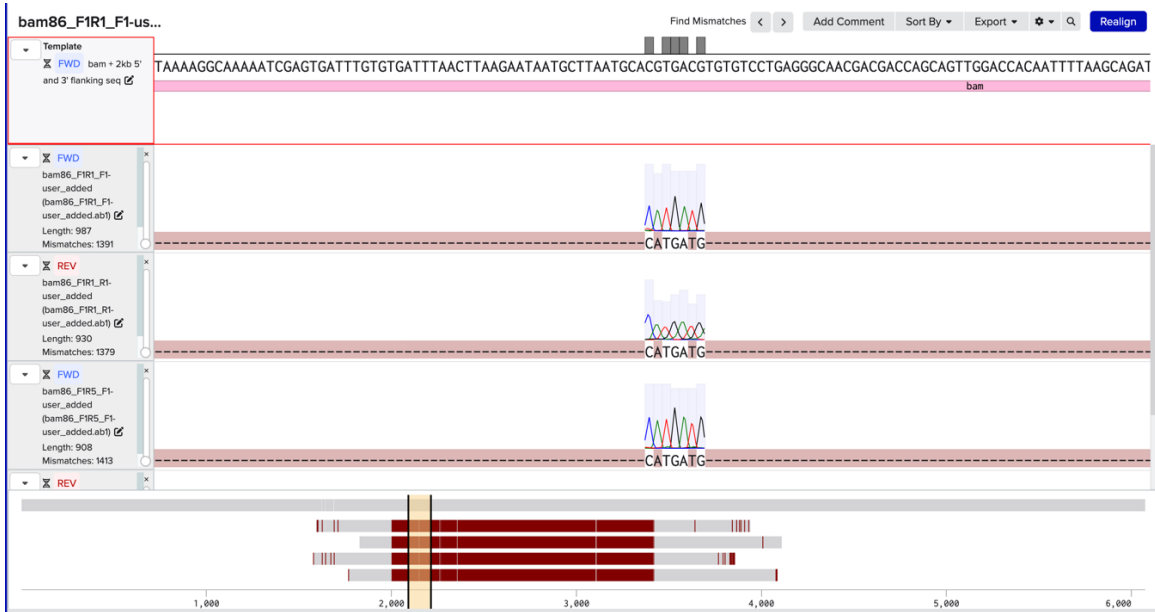 bam86_F1R1_F1-us...
Find Mismatches
Add Comment
Sort By
Export
Realign
Template
FWD bam + 2kb 5'
and 3' flanking seq
TAAAAGGCAAAAATCGAGTGATTTGTGTGATTTAACTTAAGAATAATGCTTAATGCACGTGACGTGTGTCCTGAGGGCAACGACGACCAGCAGTTGGACCACAATTTTAAGCAGAT
bam
FWD
bam86_F1R1_F1-
user_added
(bam86_F1R1_F1-
user_added.ab1)
Length: 987
Mismatches: 1391
CATGATG
REV
bam86_F1R1_R1-
user_added
(bam86_F1R1_R1-
user_added.ab1)
Length: 930
Mismatches: 1379
CATGATG
FWD
bam86_F1R5_F1-
user_added
(bam86_F1R5_F1-
user_added.ab1)
Length: 908
Mismatches: 1413
CATGATG
REV
1,000
2,000
3,000
4,000
5,000
6,000